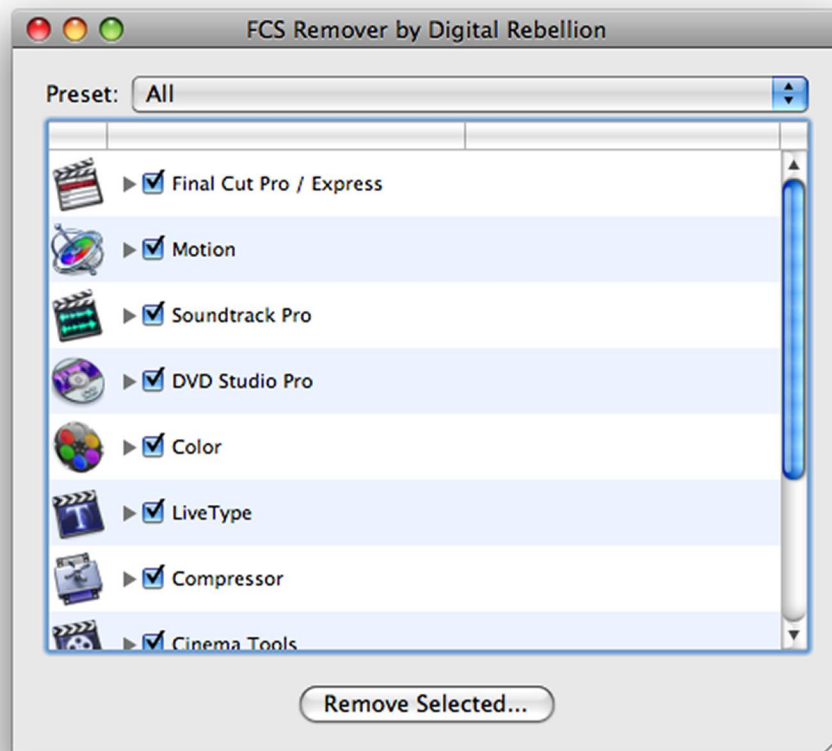 FCS Remover by Digital Rebellion
Preset: All
Final Cut Pro / Express
Motion
Soundtrack Pro
DVD Studio Pro
Color
LiveType
Compressor
Cinema Tools
Remove Selected...